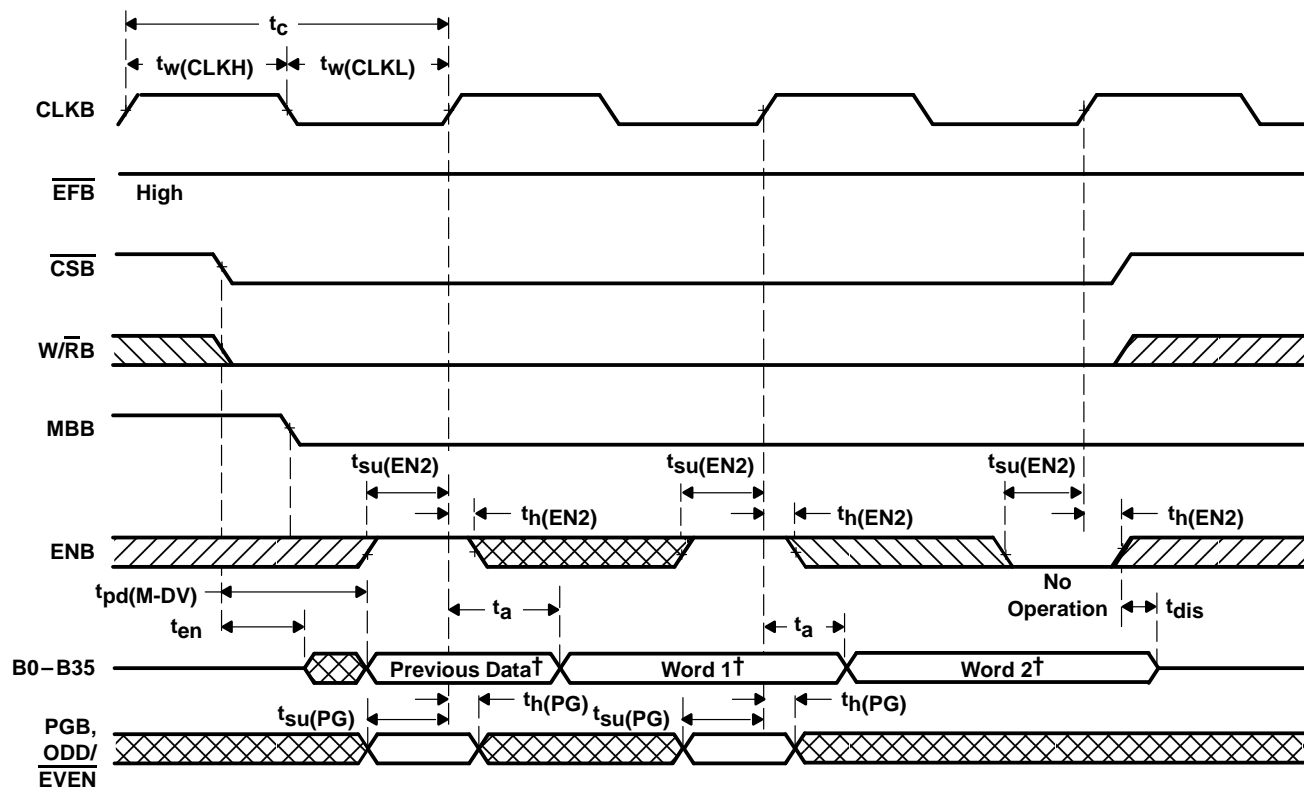 tc
tw(CLKH)
tw(CLKL)
CLKB
EFB
High
CSB
W/RB
MBB
tsu(EN2)
tsu(EN2)
tsu(EN2)
th(EN2)
th(EN2)
th(EN2)
ENB
No
Operation
tpd(M-DV)
ta
ta
tdis
ten
B0–B35
Previous Data†
Word 1†
Word 2†
tsu(PG)
th(PG)
tsu(PG)
th(PG)
PGB,
ODD/
EVEN